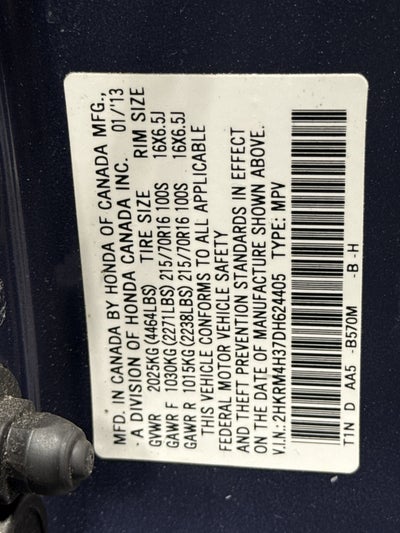 MFD. IN CANADA BY HONDA OF CANADA MFG.,
· A DIVISION OF HONDA CANADA INC. 01/'13
TIRE SIZE RIM SIZE
GVWR 2025KG(4464LBS)
GAWR F 1030KG(2271LBS) 215/70R16 100S 16X6.5J
GAWR R 1015KG(2238LBS) 215/70R16 100S 16X6.5J
THIS VEHICLE CONFORMS TO ALL APPLICABLE
FEDERAL MOTOR VEHICLE SAFETY
AND THEFT PREVENTION STANDARDS IN EFFECT
ON THE DATE OF MANUFACTURE SHOWN ABOVE.
V.I.N.:2HKRM4H37DH624405 TYPE: MPV
T1N D AA5 -B570M -B -H